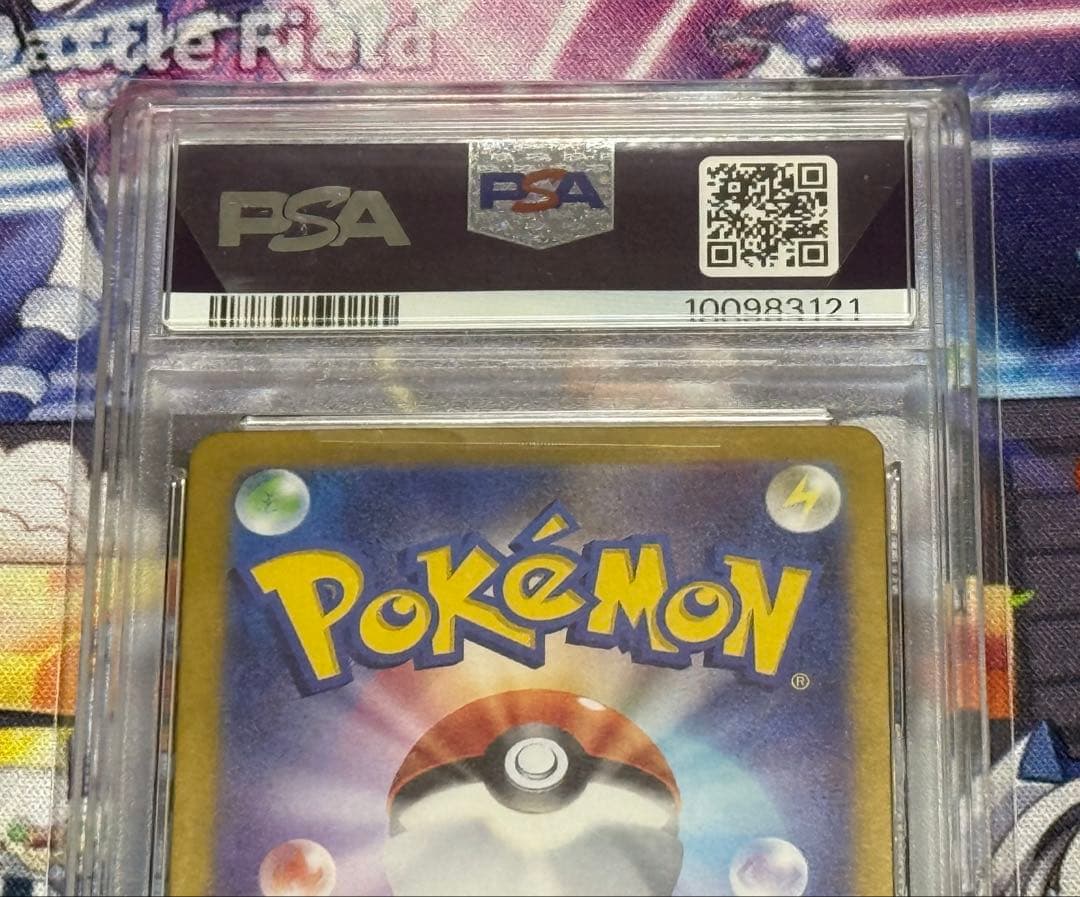 Battle Field
PSA
PSA
100983121
POKéMON
®